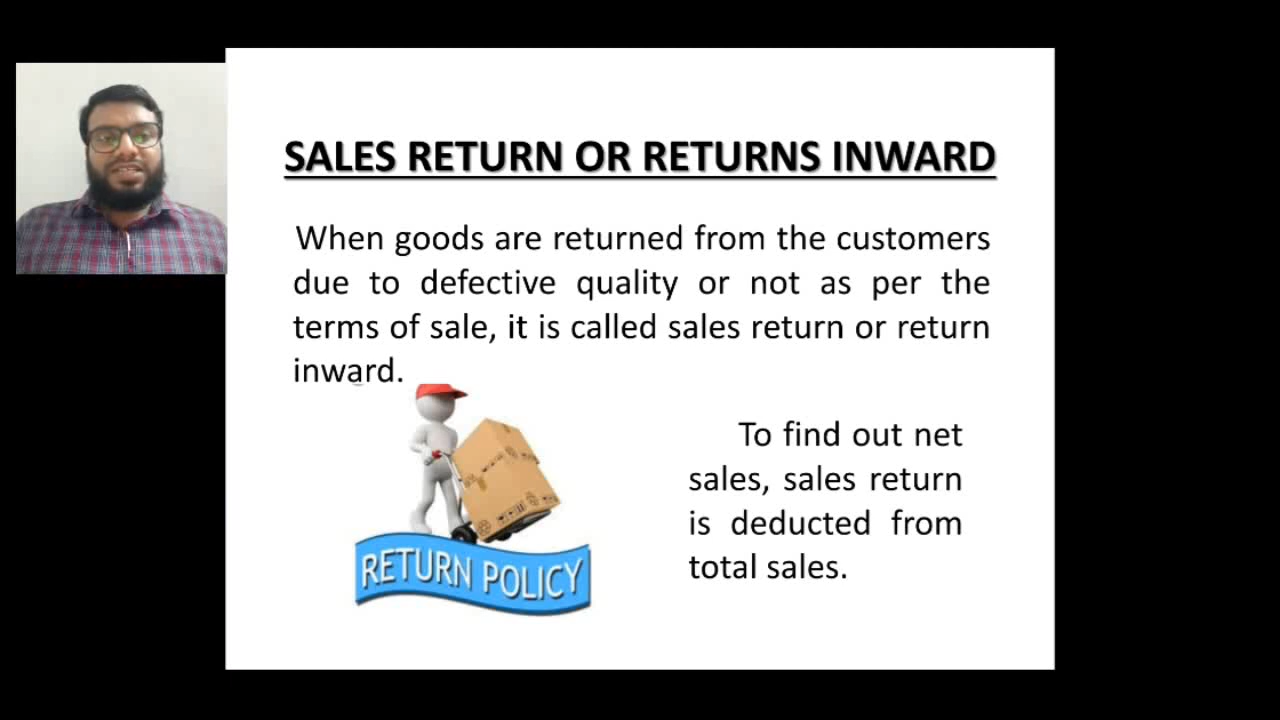 SALES RETURN OR RETURNS INWARD
When goods are returned from the customers
due to defective quality or not as per the
terms of sale, it is called sales return or return
inward.
To find out net
sales, sales return
is deducted from
total sales.
RETURN POLICY